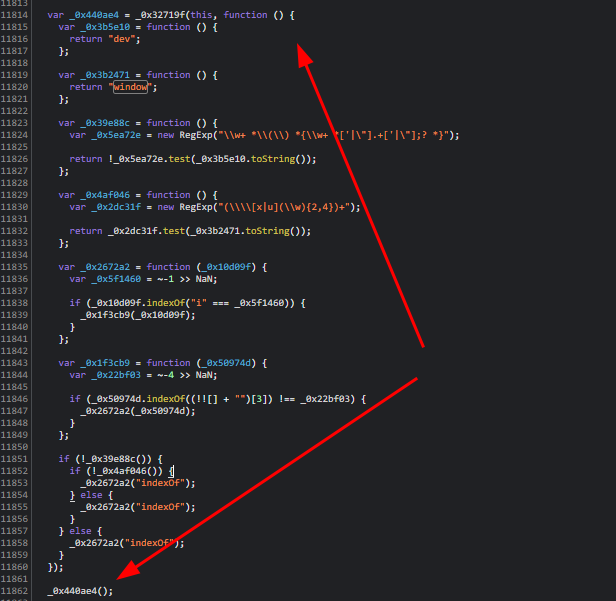 11813
11814 var _0x440ae4 = _0x32719f(this, function () {
11815 var _0x3b5e10 = function () {
11816 return "dev";
11817 };
11818
11819 var _0x3b2471 = function () {
11820 return "window";
11821 };
11822
11823 var _0x39e88c = function () {
11824 var _0x5ea72e = new RegExp("\\w+ *\\(\\) *{\\w+ *['|\"].+['|\"];? *}");
11825
11826 return !_0x5ea72e.test(_0x3b5e10.toString());
11827 };
11828
11829 var _0x4af046 = function () {
11830 var _0x2dc31f = new RegExp("(\\\\[x|u](\\w){2,4})+");
11831
11832 return _0x2dc31f.test(_0x3b2471.toString());
11833 };
11834
11835 var _0x2672a2 = function (_0x10d09f) {
11836 var _0x5f1460 = ~-1 >> NaN;
11837
11838 if (_0x10d09f.indexOf("i" === _0x5f1460)) {
11839 _0x1f3cb9(_0x10d09f);
11840 }
11841 };
11842
11843 var _0x1f3cb9 = function (_0x50974d) {
11844 var _0x22bf03 = ~-4 >> NaN;
11845
11846 if (_0x50974d.indexOf((!![] + "")[3]) !== _0x22bf03) {
11847 _0x2672a2(_0x50974d);
11848 }
11849 };
11850
11851 if (!_0x39e88c()) {
11852 if (!_0x4af046()) {
11853 _0x2672a2("indexOf");
11854 } else {
11855 _0x2672a2("indexOf");
11856 }
11857 } else {
11858 _0x2672a2("indexOf");
11859 }
11860 });
11861
11862 _0x440ae4();